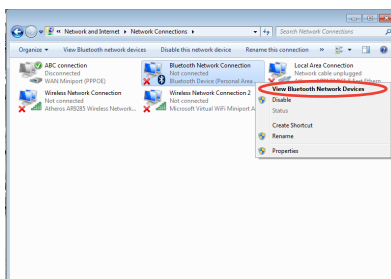 « Network and Internet ▸ Network Connections ▸
Search Network Connections
Organize ▾ View Bluetooth network devices Disable this network device Rename this connection »
ABC connection
Disconnected
WAN Miniport (PPPOE)
Bluetooth Network Connection
Not connected
Bluetooth Device (Personal Area...
Local Area Connection
Network cable unplugged
Wireless Network Connection
Not connected
Atheros AR9285 Wireless Network...
Wireless Network Connection 2
Not connected
Microsoft Virtual WiFi Miniport A
View Bluetooth Network Devices
Disable
Status
Create Shortcut
Rename
Properties